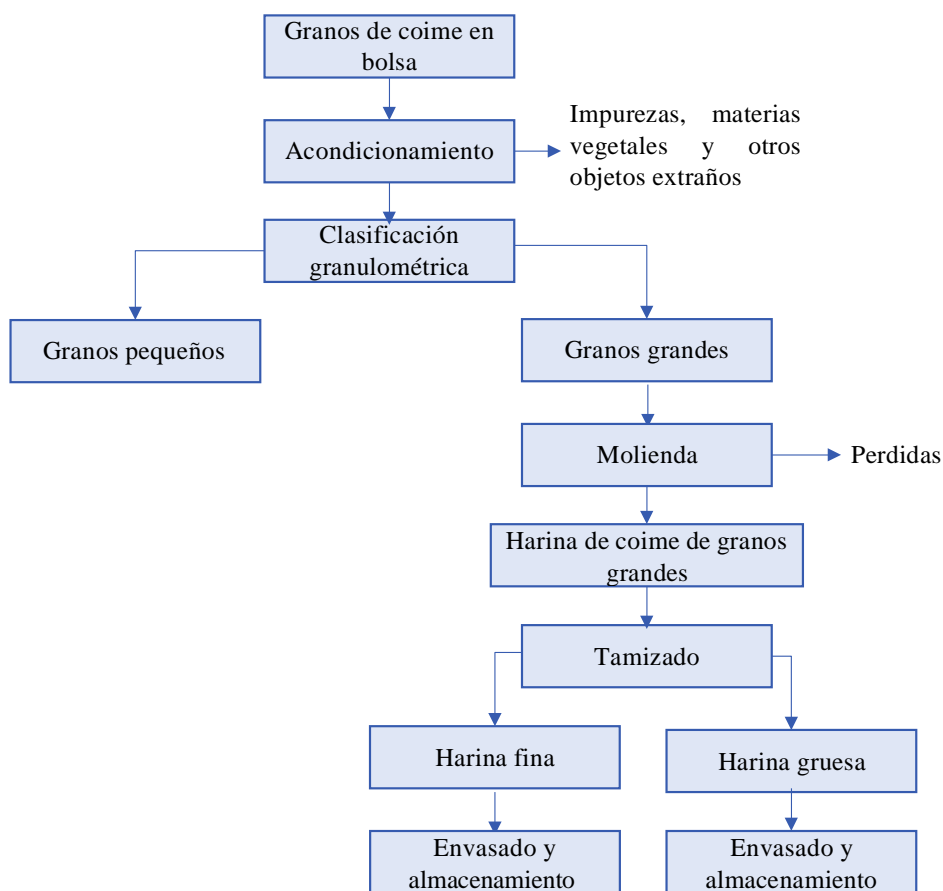 Granos de coime en
bolsa
Acondicionamiento
Impurezas, materias
vegetales y otros
objetos extraños
Clasificación
granulométrica
Granos pequeños
Granos grandes
Molienda
Perdidas
Harina de coime de granos
grandes
Tamizado
Harina fina
Harina gruesa
Envasado y
almacenamiento
Envasado y
almacenamiento